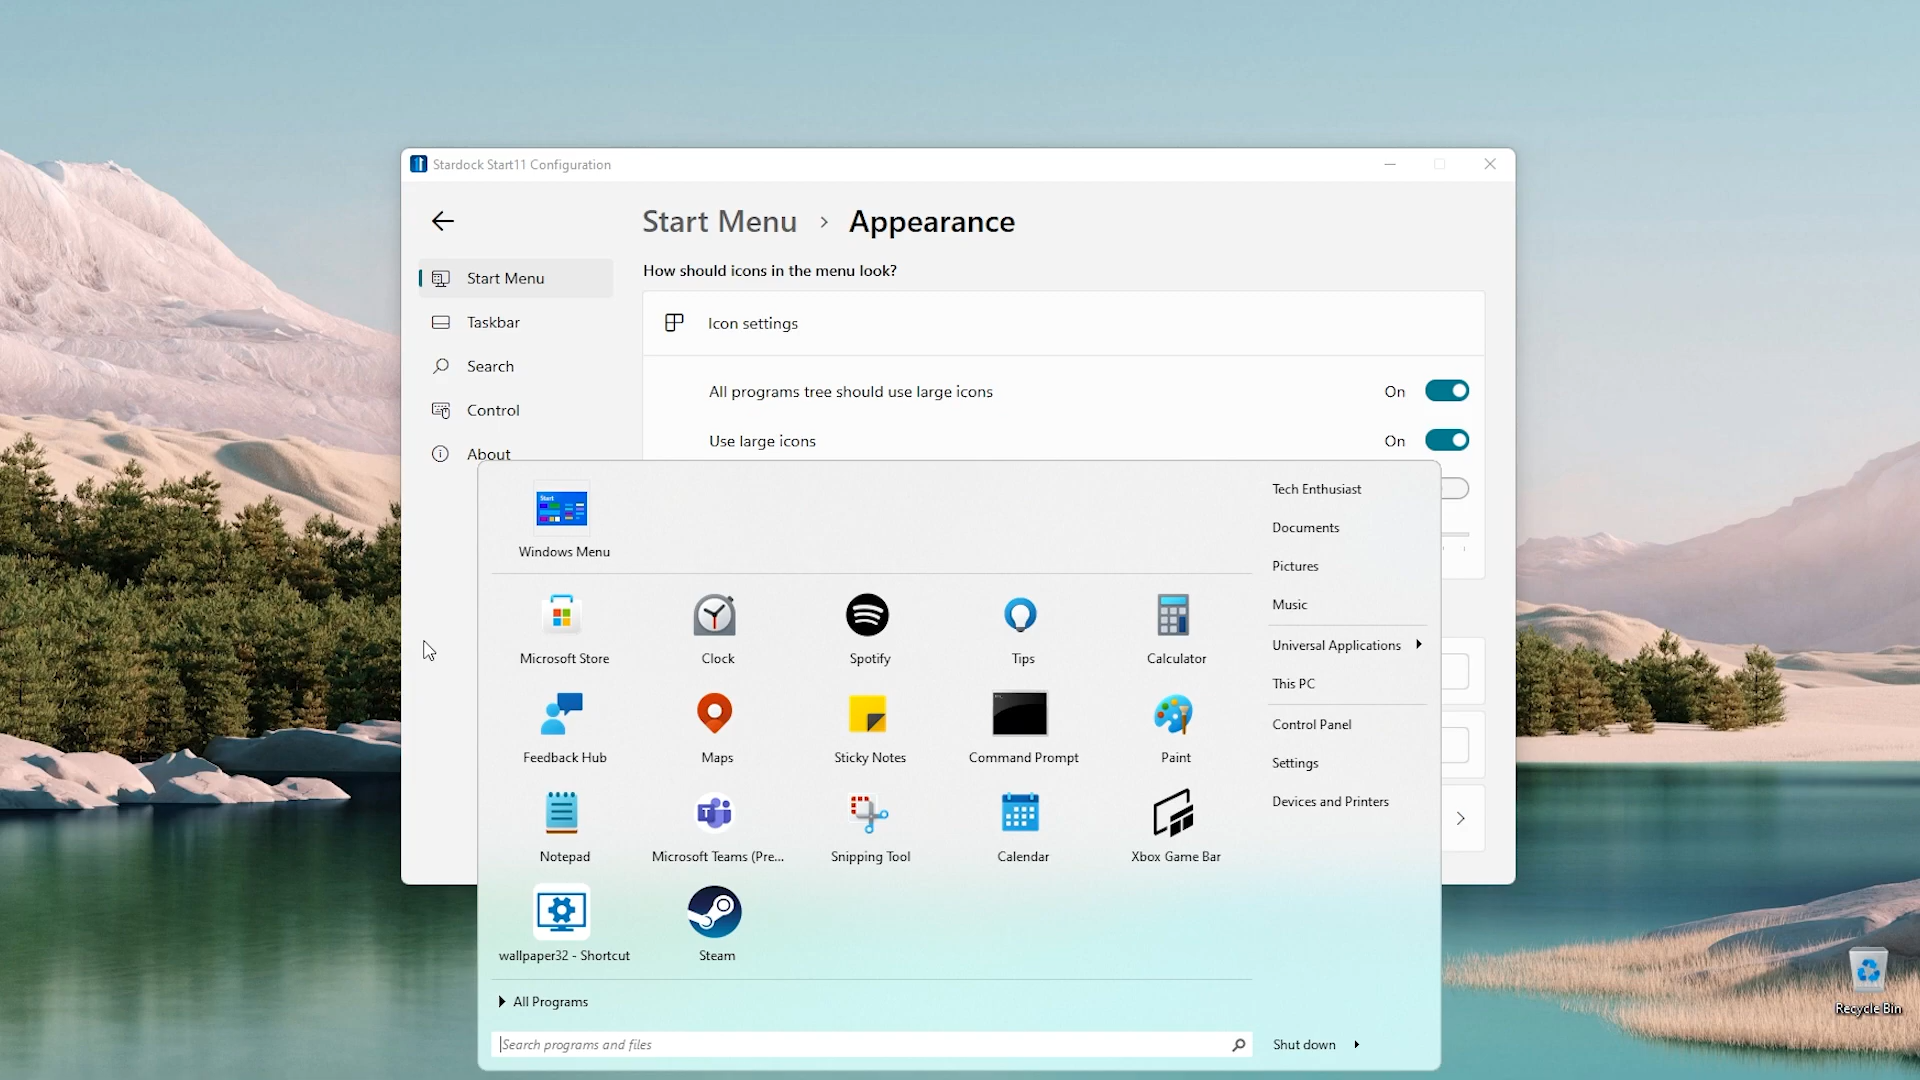 Stardock Start11 Configuration
Start Menu > Appearance
How should icons in the menu look?
Start Menu
Taskbar
Search
Control
About
Icon settings
All programs tree should use large icons
On
Use large icons
On
Start
Windows Menu
Microsoft Store
Clock
Spotify
Tips
Calculator
Feedback Hub
Maps
Sticky Notes
Command Prompt
Paint
Notepad
Microsoft Teams (Pre...
Snipping Tool
Calendar
Xbox Game Bar
wallpaper32 - Shortcut
Steam
All Programs
Search programs and files
Tech Enthusiast
Documents
Pictures
Music
Universal Applications
This PC
Control Panel
Settings
Devices and Printers
Shut down
Recycle Bin